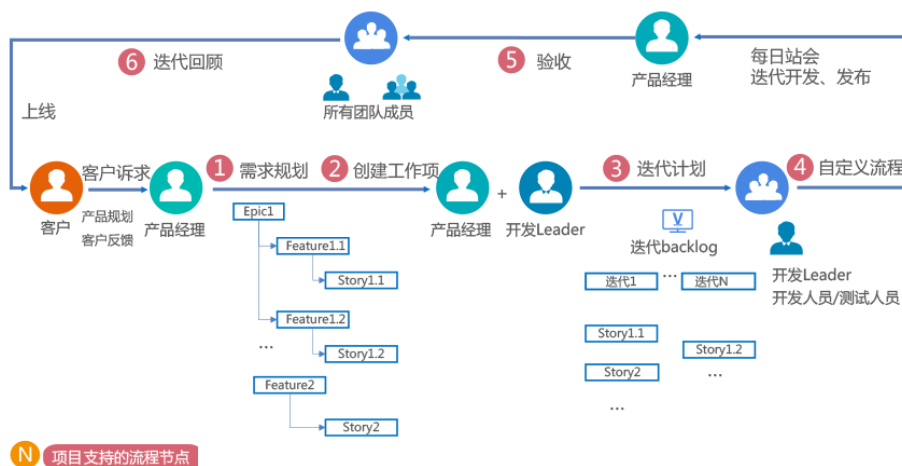 6 迭代回顾
5 验收
每日站会
迭代开发、发布
产品经理
所有团队成员
上线
客户诉求
1 需求规划
2 创建工作项
3 迭代计划
4 自定义流程
产品规划
客户反馈
客户
产品经理
产品经理
+
开发Leader
迭代backlog
开发Leader
开发人员/测试人员
Epic1
Feature1.1
Story1.1
Feature1.2
...
Story1.2
Feature2
Story2
迭代1
...
迭代N
Story1.1
Story1.2
Story2
...
...
N 项目支持的流程节点